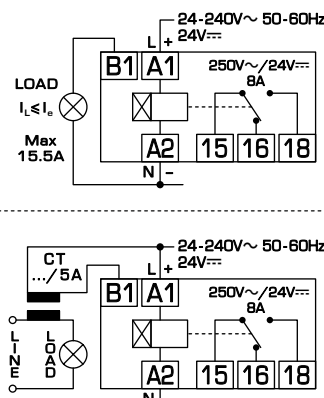 24-240V~ 50-60Hz
L + 24V⎓
B1 A1
250V~/24V⎓
8A
LOAD
IL≤Ie
Max
15.5A
A2 15 16 18
N –
24-240V~ 50-60Hz
L + 24V⎓
CT
.../5A
B1 A1
250V~/24V⎓
8A
LINE
LOAD
A2 15 16 18
N